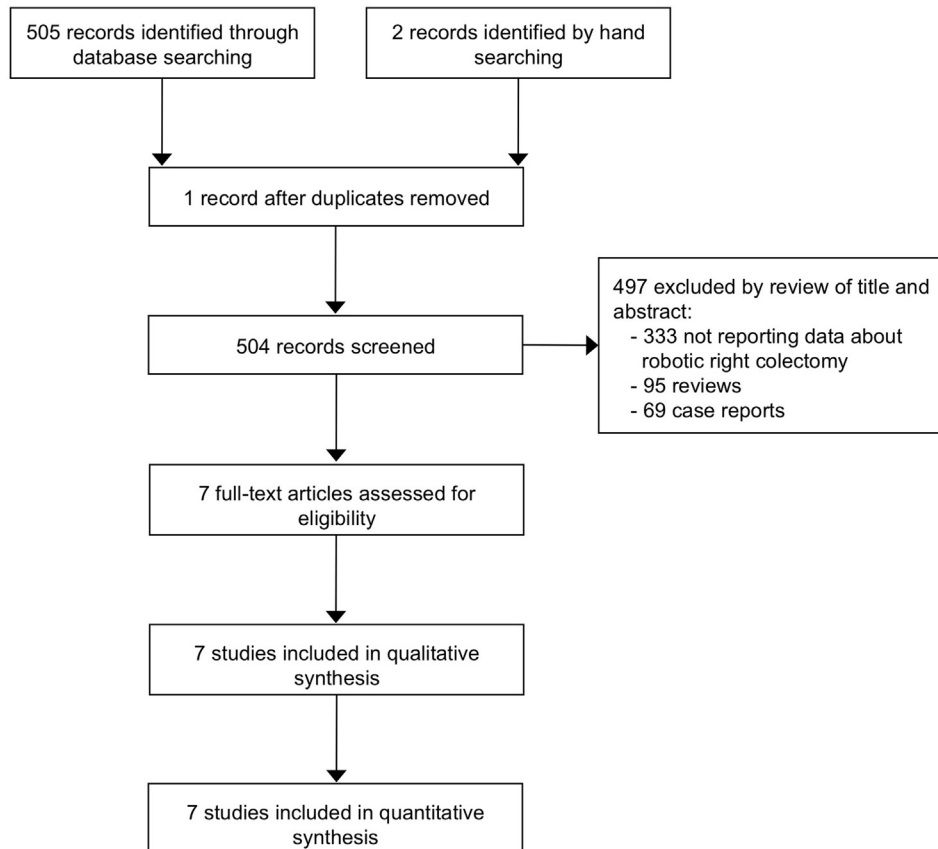 505 records identified through
database searching
2 records identified by hand
searching
1 record after duplicates removed
504 records screened
497 excluded by review of title and
abstract:
- 333 not reporting data about
robotic right colectomy
- 95 reviews
- 69 case reports
7 full-text articles assessed for
eligibility
7 studies included in qualitative
synthesis
7 studies included in quantitative
synthesis